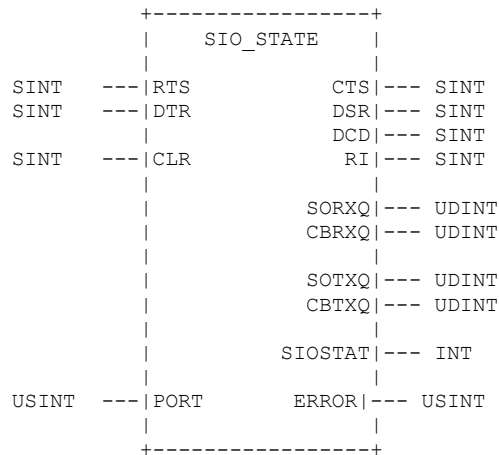 +-----------------+
|    SIO_STATE    |
|                 |
SINT   ---|RTS           CTS|--- SINT
SINT   ---|DTR           DSR|--- SINT
|              DCD|--- SINT
SINT   ---|CLR            RI|--- SINT
|                 |
|            SORXQ|--- UDINT
|            CBRXQ|--- UDINT
|                 |
|            SOTXQ|--- UDINT
|            CBTXQ|--- UDINT
|                 |
|          SIOSTAT|--- INT
|                 |
USINT  ---|PORT       ERROR|--- USINT
|                 |
+-----------------+